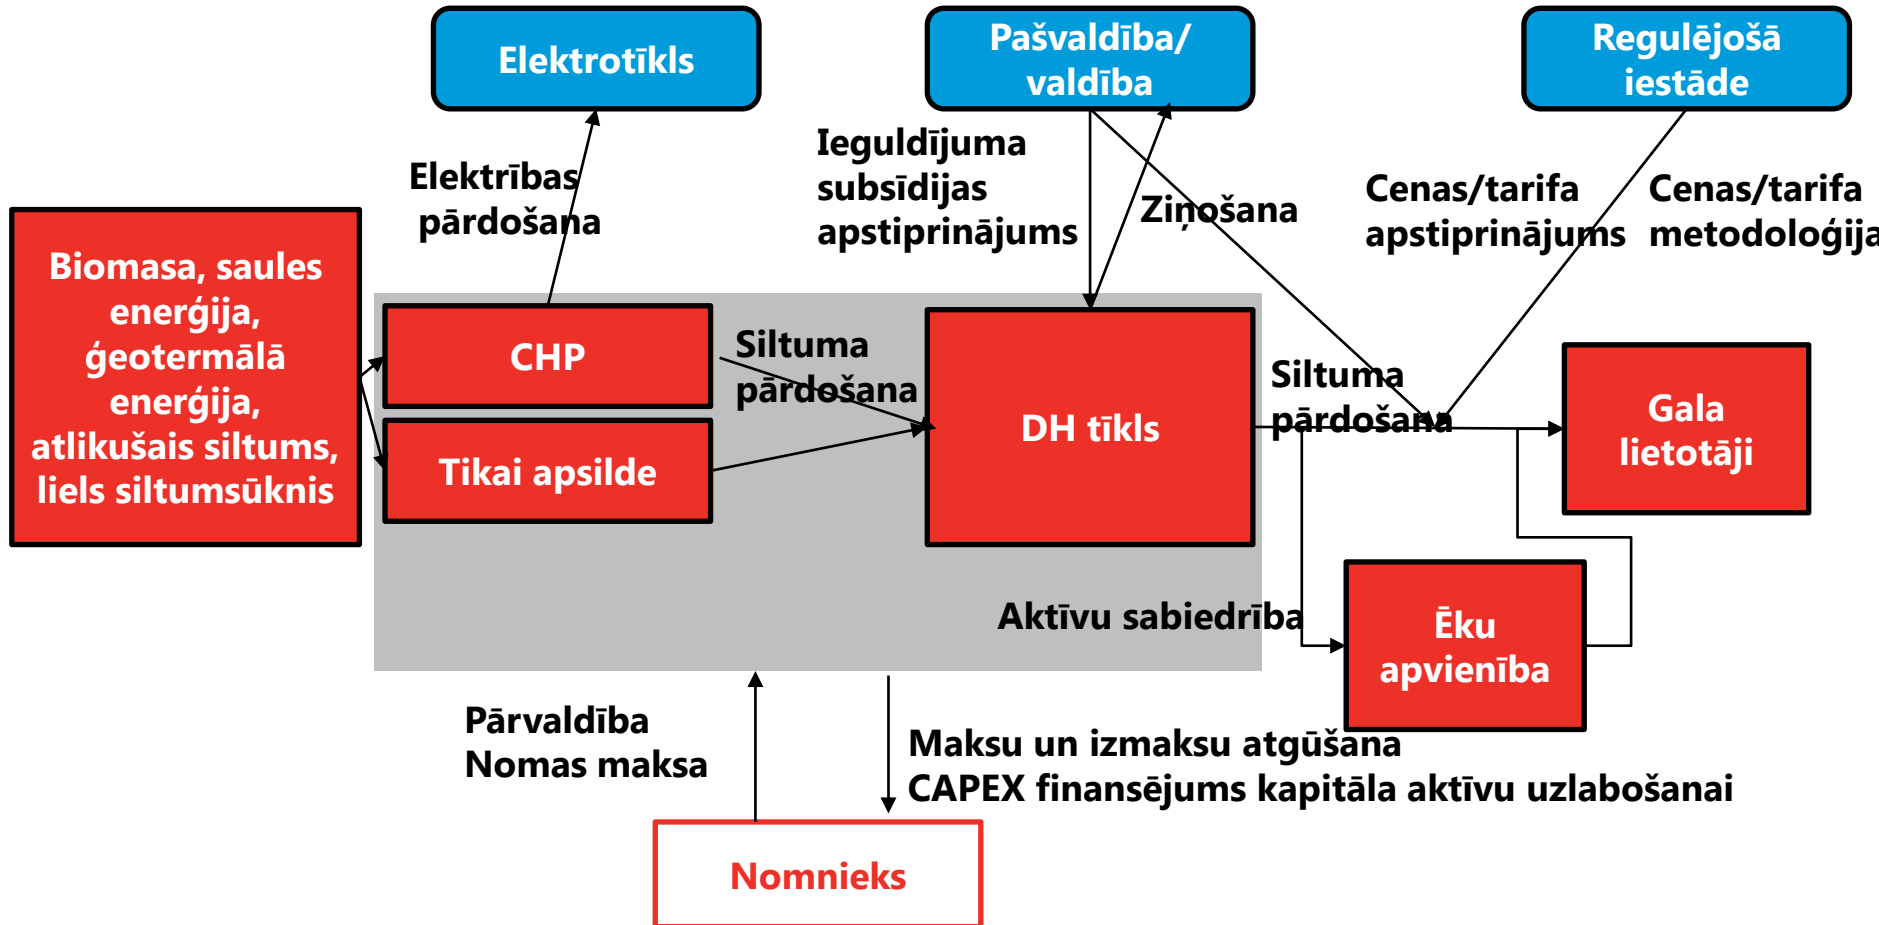 Elektrotīkls
Pašvaldība/
valdība
Regulējošā
iestāde
Elektrības
pārdošana
Ieguldījuma
subsīdijas
apstiprinājums
Ziņošana
Cenas/tarifa
apstiprinājums
Cenas/tarifa
metodoloģija
Biomasa, saules
enerģija,
ģeotermālā
enerģija,
atlikušais siltums,
liels siltumsūknis
CHP
Tikai apsilde
Siltuma
pārdošana
DH tīkls
Siltuma
pārdošana
Gala
lietotāji
Aktīvu sabiedrība
Ēku
apvienība
Pārvaldība
Nomas maksa
Maksu un izmaksu atgūšana
CAPEX finansējums kapitāla aktīvu uzlabošanai
Nomnieks